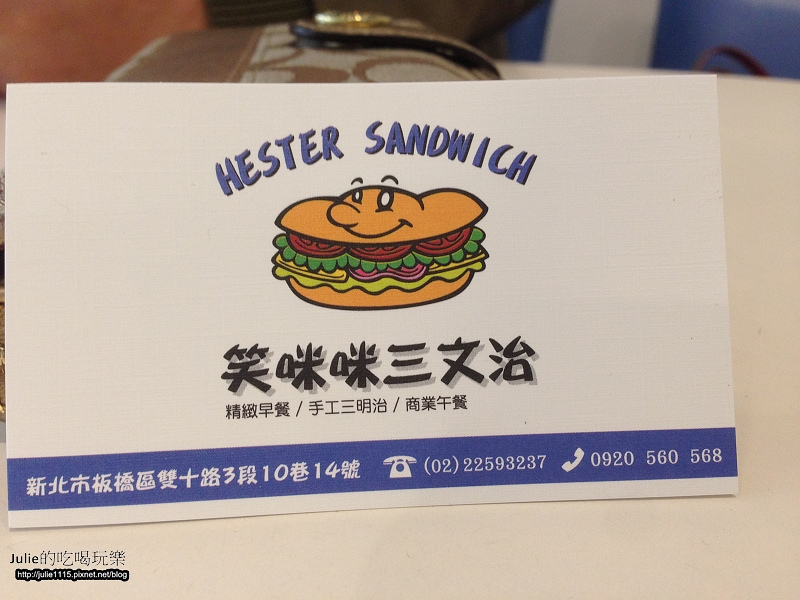 HESTER SANDWICH
笑咪咪三文治
精緻早餐 / 手工三明治 / 商業午餐
新北市板橋區雙十路3段10巷14號 (02)22593237 0920 560 568
Julie的吃喝玩樂
http://julie1115.pixnet.net/blog